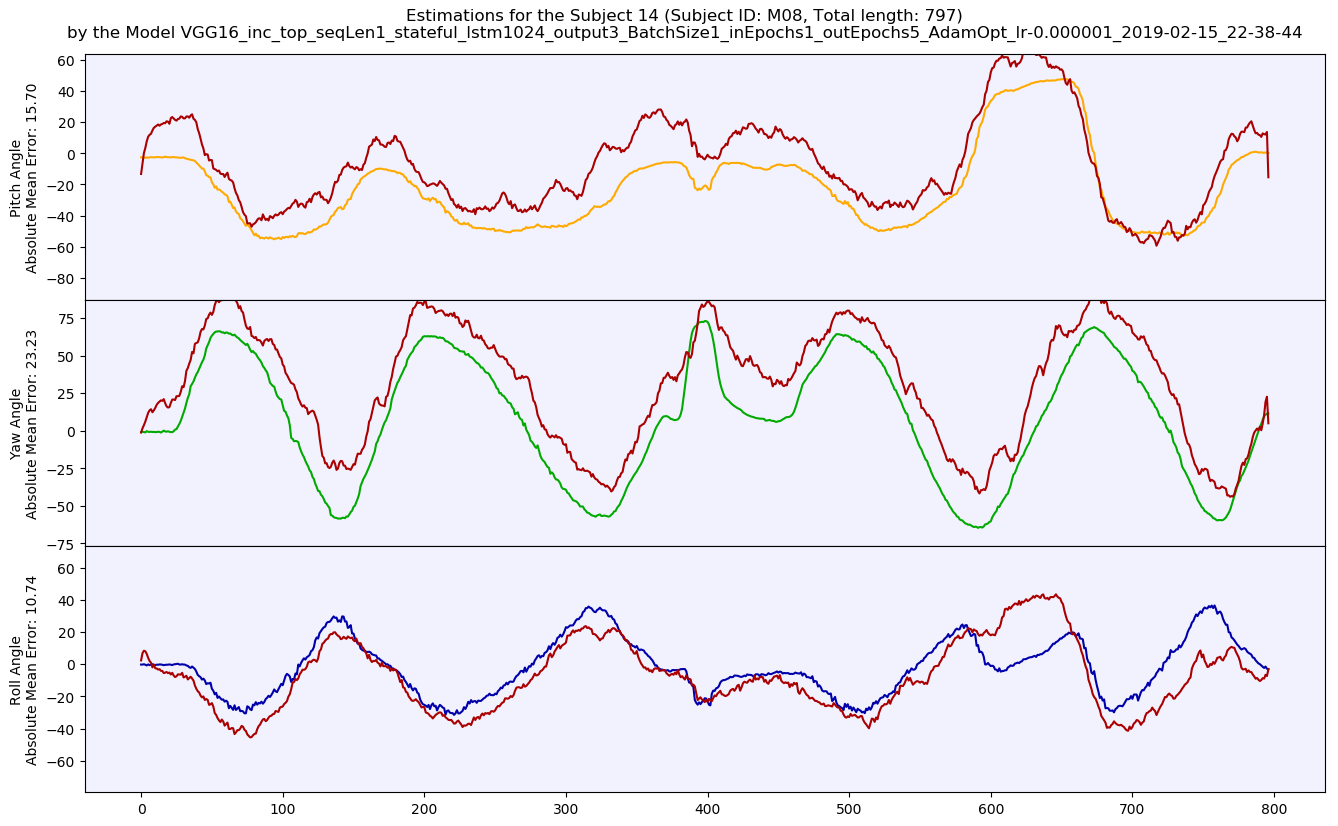 Estimations for the Subject 14 (Subject ID: M08, Total length: 797)
by the Model VGG16_inc_top_seqLen1_stateful_lstm1024_output3_BatchSize1_inEpochs1_outEpochs5_AdamOpt_lr-0.000001_2019-02-15_22-38-44
Pitch Angle
Absolute Mean Error: 15.70
60
40
20
0
−20
−40
−60
−80
Yaw Angle
Absolute Mean Error: 23.23
75
50
25
0
−25
−50
−75
Roll Angle
Absolute Mean Error: 10.74
60
40
20
0
−20
−40
−60
0 100 200 300 400 500 600 700 800